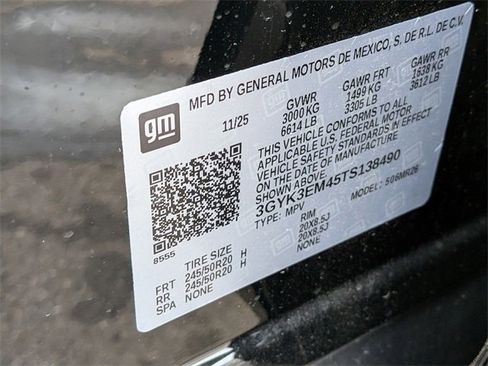 gm
MFD BY GENERAL MOTORS DE MEXICO, S. DE R.L. DE C.V.
11/25
GVWR GAWR FRT GAWR RR
3000 KG 1499 KG 1638 KG
6614 LB 3305 LB 3612 LB
THIS VEHICLE CONFORMS TO ALL
APPLICABLE U.S. FEDERAL MOTOR
VEHICLE SAFETY STANDARDS IN EFFECT
ON THE DATE OF MANUFACTURE
SHOWN ABOVE.
3GYK3EM45TS138490
TYPE: MPV MODEL: 506MR26
8555
TIRE SIZE RIM
FRT 245/50R20 H 20X8.5J
RR 245/50R20 H 20X8.5J
SPA NONE NONE